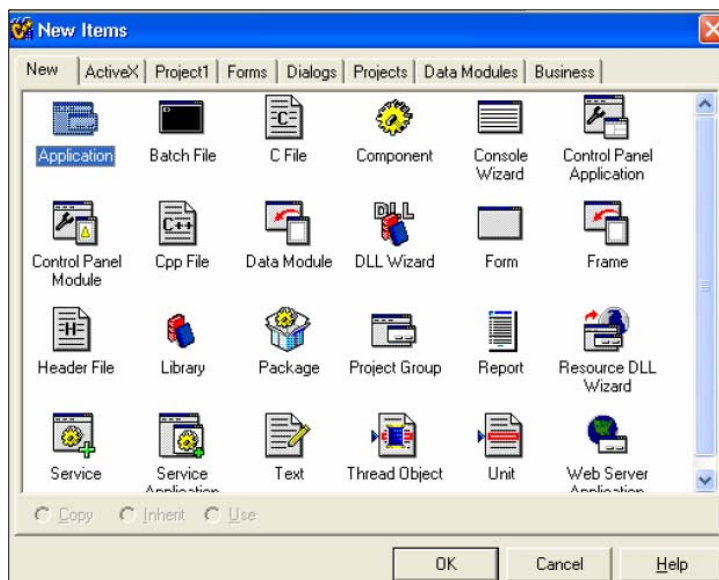 New Items
New ActiveX Project1 Forms Dialogs Projects Data Modules Business
Application Batch File C File Component Console Wizard Control Panel Application
Control Panel Module Cpp File Data Module DLL Wizard Form Frame
Header File Library Package Project Group Report Resource DLL Wizard
Service Service Application Text Thread Object Unit Web Server Application
Copy Inherit Use
OK Cancel Help